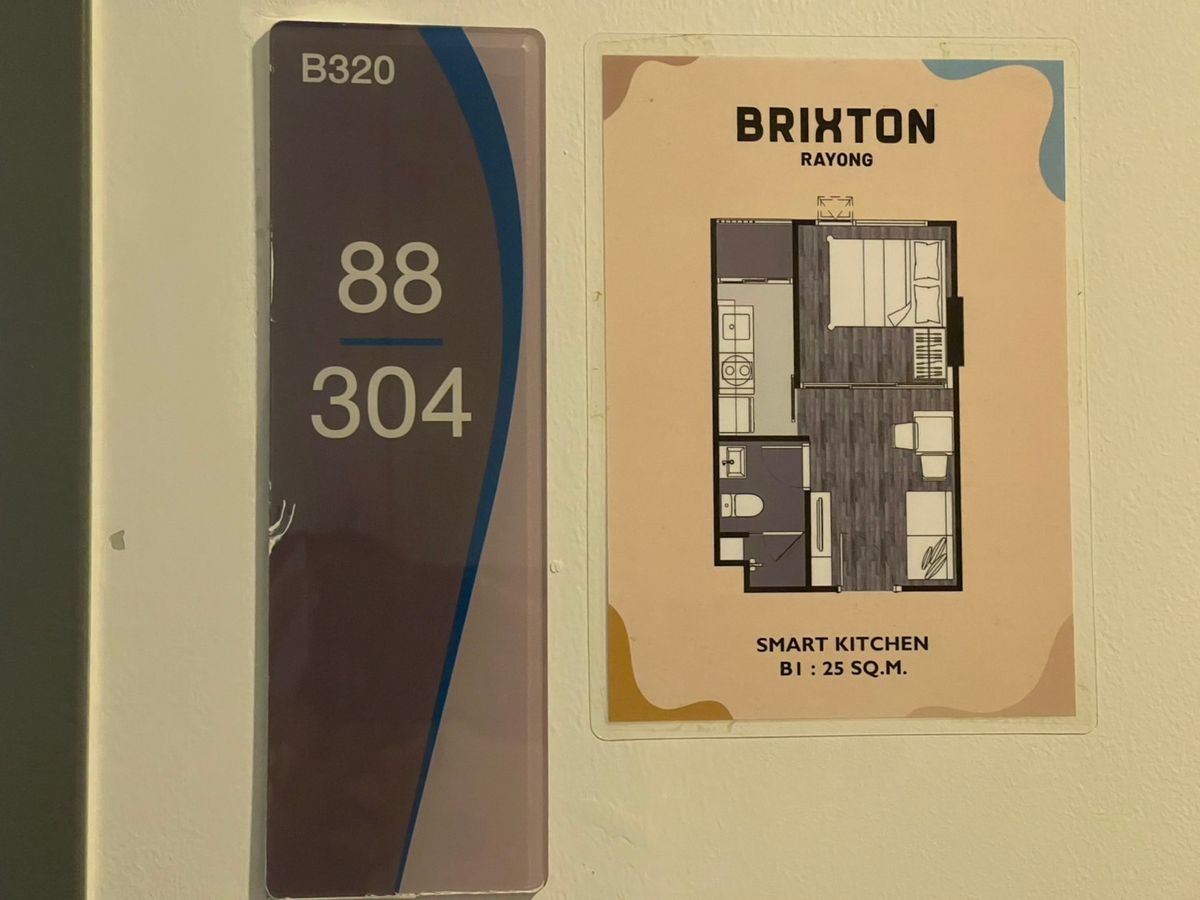 B320
88
304
BRIXTON
RAYONG
SMART KITCHEN
B1 : 25 SQ.M.